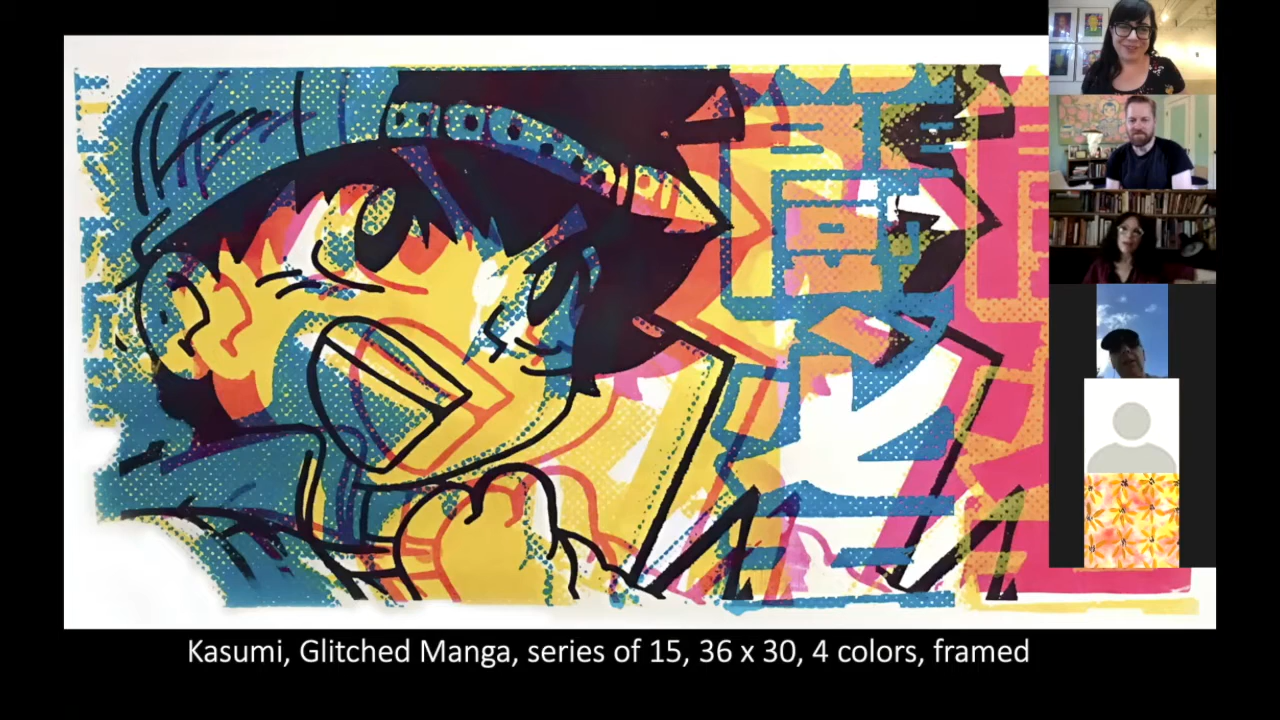 Kasumi, Glitched Manga, series of 15, 36 x 30, 4 colors, framed